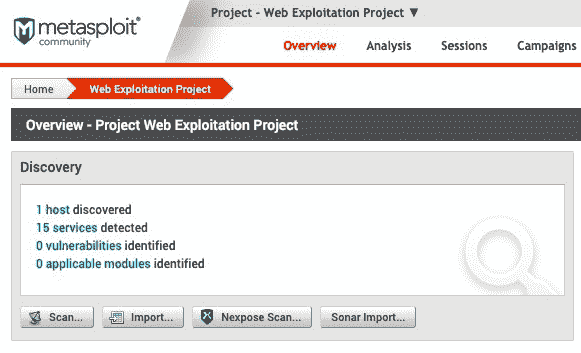 Project - Web Exploitation Project ▼
metasploit®
community
Overview Analysis Sessions Campaigns
Home Web Exploitation Project
Overview - Project Web Exploitation Project
Discovery
1 host discovered
15 services detected
0 vulnerabilities identified
0 applicable modules identified
Scan... Import... Nexpose Scan... Sonar Import...